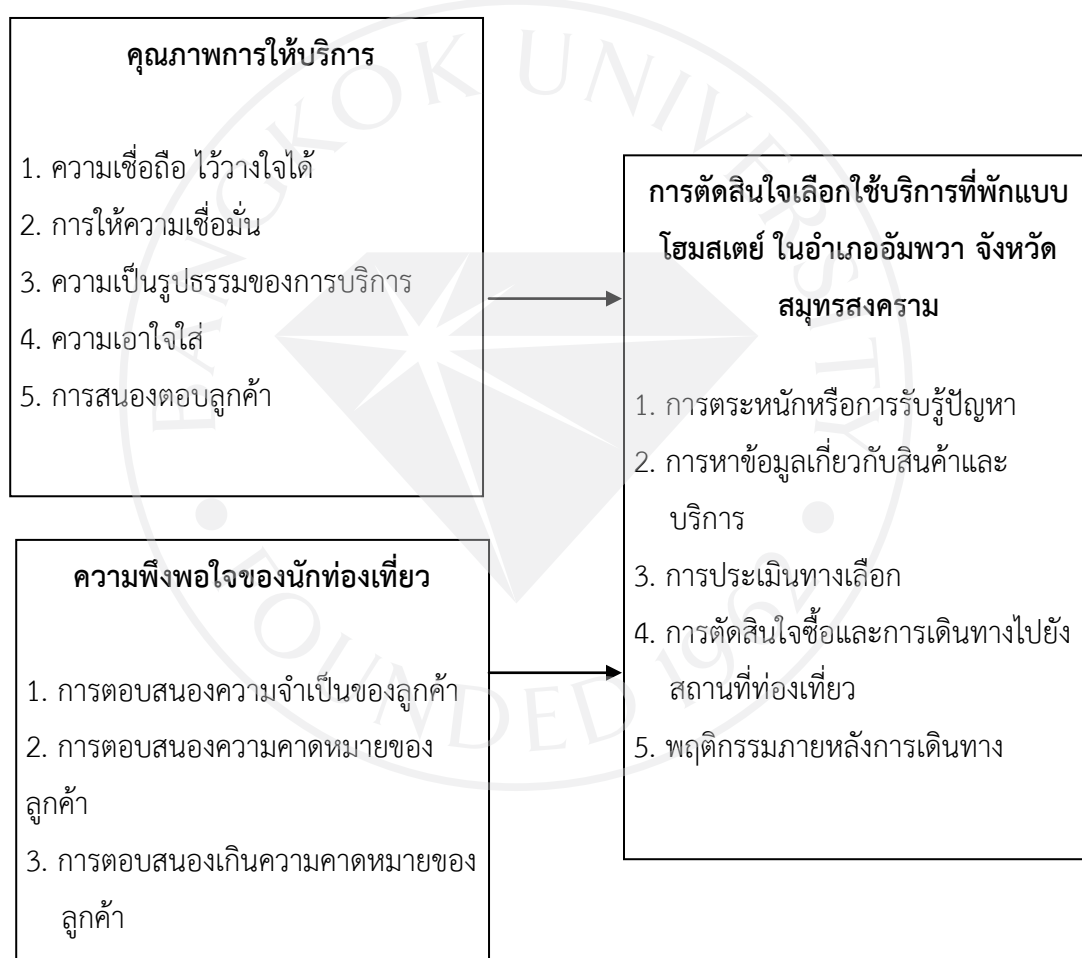 คุณภาพการให้บริการ
1. ความเชื่อถือ ไว้วางใจได้
2. การให้ความเชื่อมั่น
3. ความเป็นรูปธรรมของการบริการ
4. ความเอาใจใส่
5. การสนองตอบลูกค้า
ความพึงพอใจของนักท่องเที่ยว
1. การตอบสนองความจำเป็นของลูกค้า
2. การตอบสนองความคาดหมายของ
ลูกค้า
3. การตอบสนองเกินความคาดหมายของ
ลูกค้า
การตัดสินใจเลือกใช้บริการที่พักแบบ
โฮมสเตย์ ในอำเภออัมพวา จังหวัด
สมุทรสงคราม
1. การตระหนักหรือการรับรู้ปัญหา
2. การหาข้อมูลเกี่ยวกับสินค้าและ
บริการ
3. การประเมินทางเลือก
4. การตัดสินใจซื้อและการเดินทางไปยัง
สถานที่ท่องเที่ยว
5. พฤติกรรมภายหลังการเดินทาง
BANGKOK UNIVERSITY
FOUNDED 1962